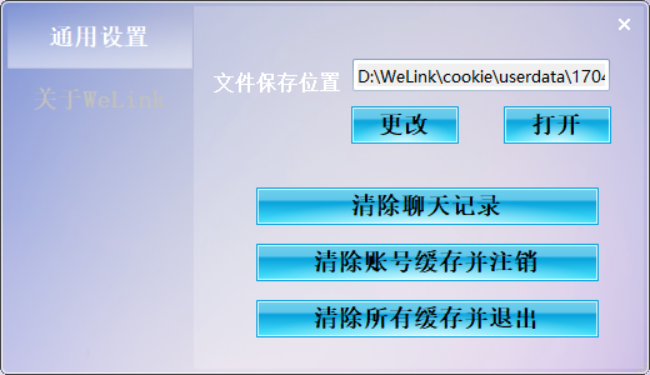 通用设置
关于WeLink
文件保存位置 D:\WeLink\cookie\userdata\1704
更改 打开
清除聊天记录
清除账号缓存并注销
清除所有缓存并退出